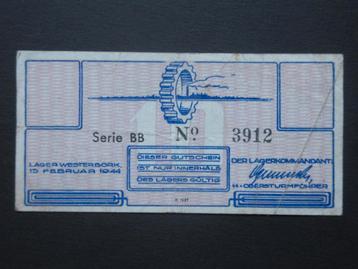 10
Serie BB Nº 3912
LAGER WESTERBORK,
15 FEBRUAR 1944
DIESER GUTSCHEIN
IST NUR INNERHALB
DES LAGERS GÜLTIG
DER LAGERKOMMANDANT:
OBERSTURMFÜHRER